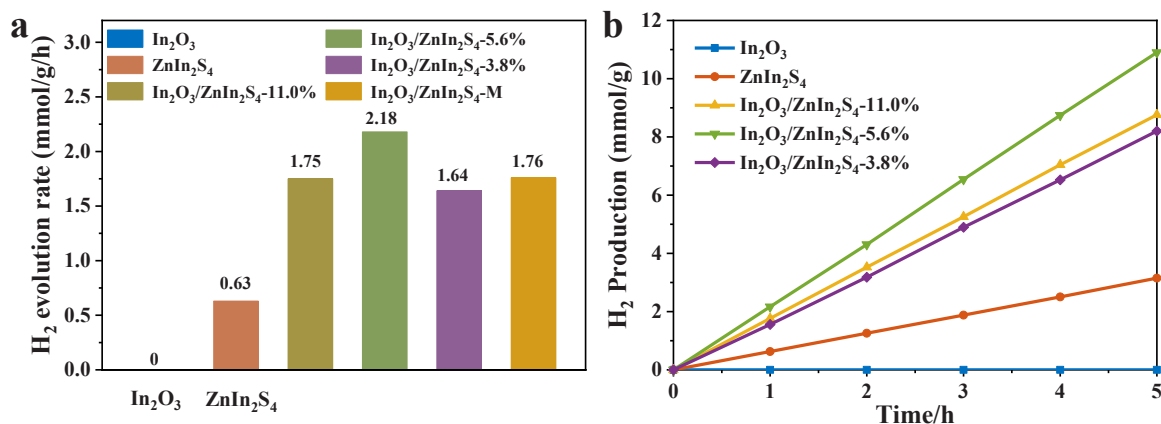 a
H₂ evolution rate (mmol/g/h)
3.0
2.5
2.0
1.5
1.0
0.5
0.0
In₂O₃
ZnIn₂S₄
In₂O₃/ZnIn₂S₄-11.0%
In₂O₃/ZnIn₂S₄-5.6%
In₂O₃/ZnIn₂S₄-3.8%
In₂O₃/ZnIn₂S₄-M
0
0.63
1.75
2.18
1.64
1.76
In₂O₃
ZnIn₂S₄
b
H₂ Production (mmol/g)
12
10
8
6
4
2
0
In₂O₃
ZnIn₂S₄
In₂O₃/ZnIn₂S₄-11.0%
In₂O₃/ZnIn₂S₄-5.6%
In₂O₃/ZnIn₂S₄-3.8%
0 1 2 3 4 5
Time/h